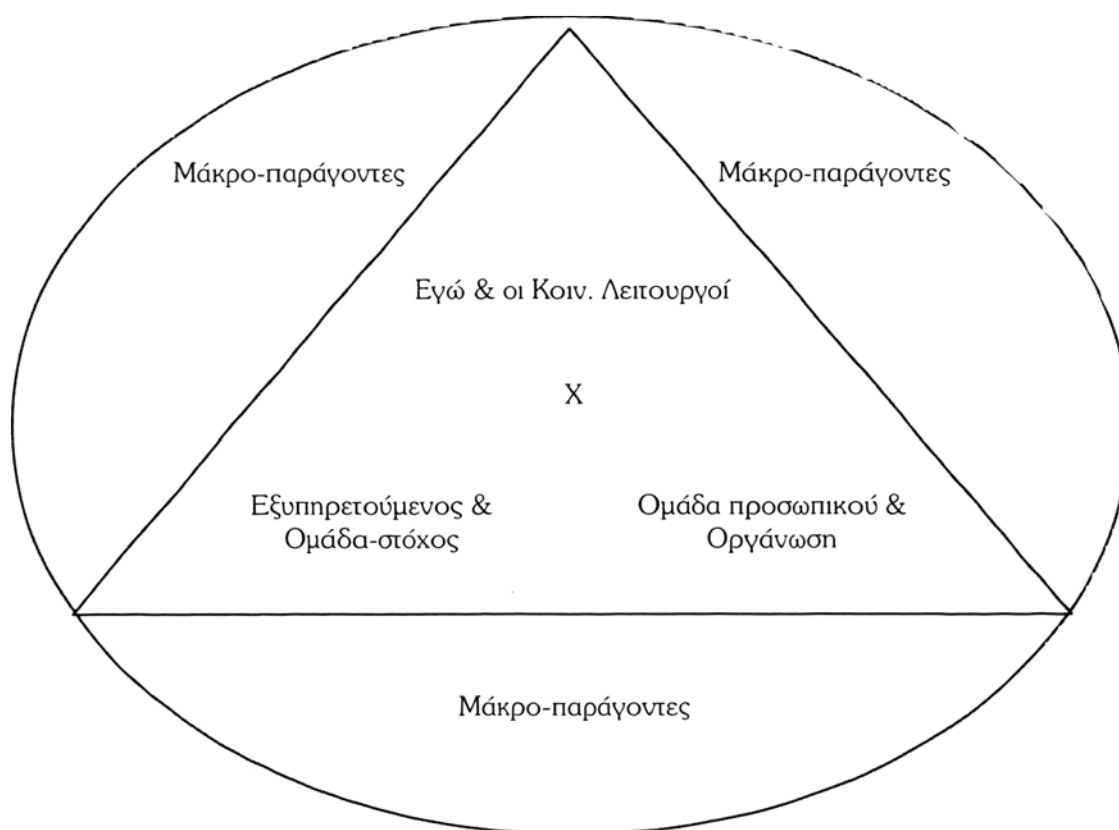 Μάκρο-παράγοντες
Μάκρο-παράγοντες
Εγώ & οι Κοιν. Λειτουργοί
Χ
Εξυπηρετούμενος &
Ομάδα-στόχος
Ομάδα προσωπικού &
Οργάνωση
Μάκρο-παράγοντες